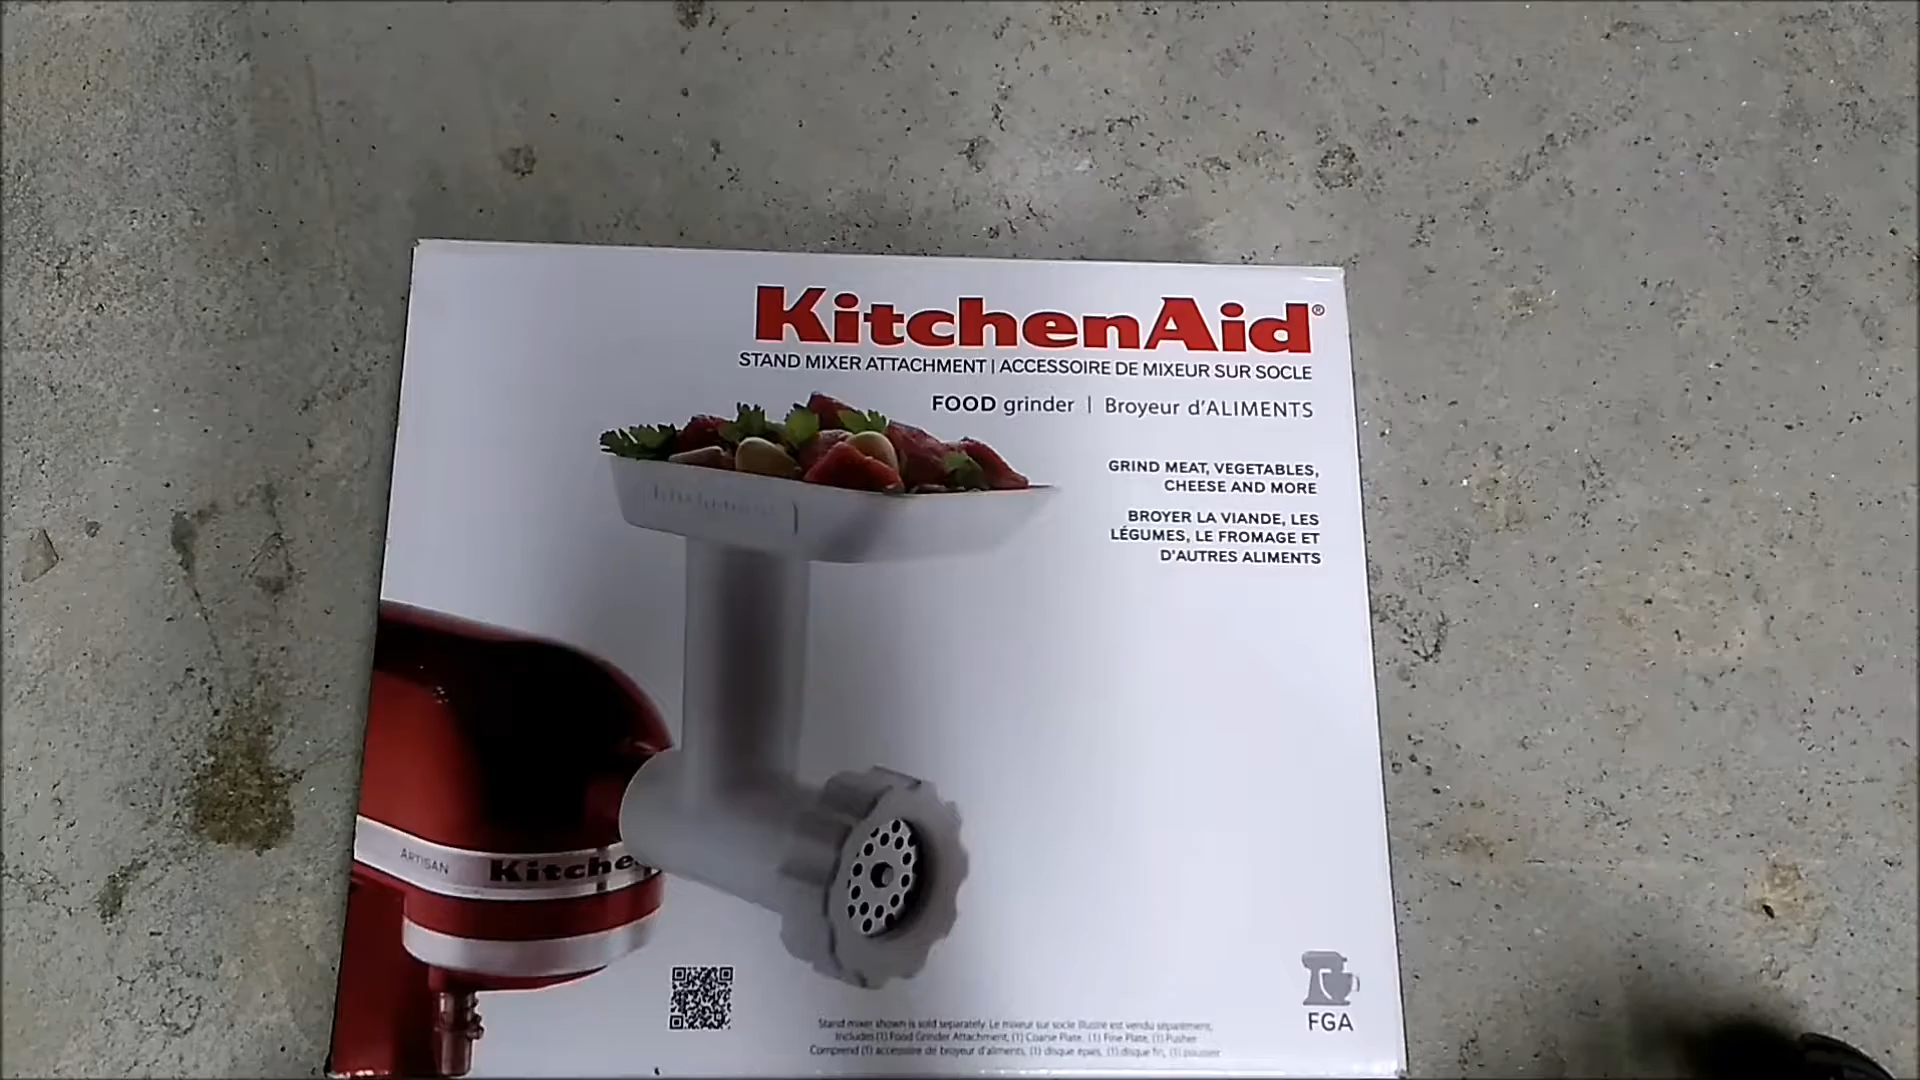 KitchenAid®
STAND MIXER ATTACHMENT | ACCESSOIRE DE MIXEUR SUR SOCLE
FOOD grinder | Broyeur d'ALIMENTS
GRIND MEAT, VEGETABLES,
CHEESE AND MORE
BROYER LA VIANDE, LES
LÉGUMES, LE FROMAGE ET
D'AUTRES ALIMENTS
ARTISAN Kitche
FGA
Stand mixer shown is sold separately. Le mixeur sur socle illustré est vendu séparément.
Includes (1) Food Grinder Attachment, (1) Coarse Plate, (1) Fine Plate, (1) Pusher
Comprend (1) accessoire de broyeur d'aliments, (1) disque épais, (1) disque fin, (1) poussoir